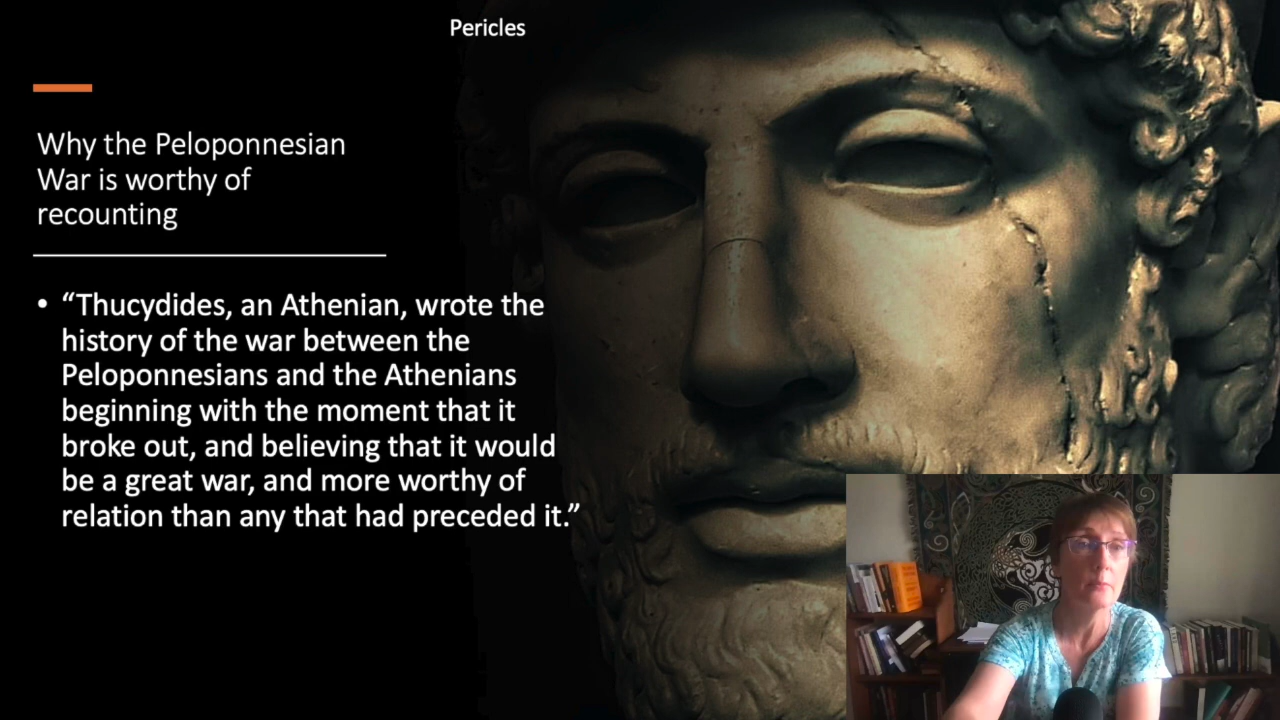 Pericles
Why the Peloponnesian
War is worthy of
recounting
• “Thucydides, an Athenian, wrote the
history of the war between the
Peloponnesians and the Athenians
beginning with the moment that it
broke out, and believing that it would
be a great war, and more worthy of
relation than any that had preceded it.”